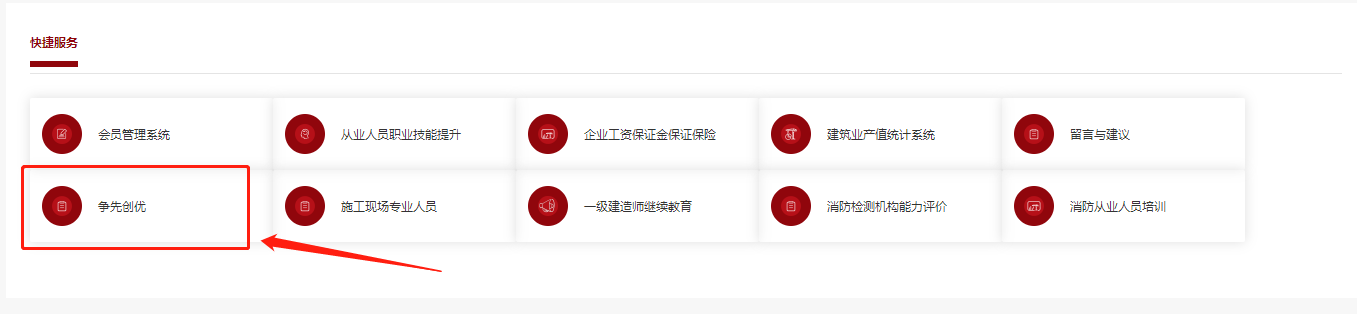 快捷服务
会员管理系统
从业人员职业技能提升
企业工资保证金保证保险
建筑业产值统计系统
留言与建议
争先创优
施工现场专业人员
一级建造师继续教育
消防检测机构能力评价
消防从业人员培训